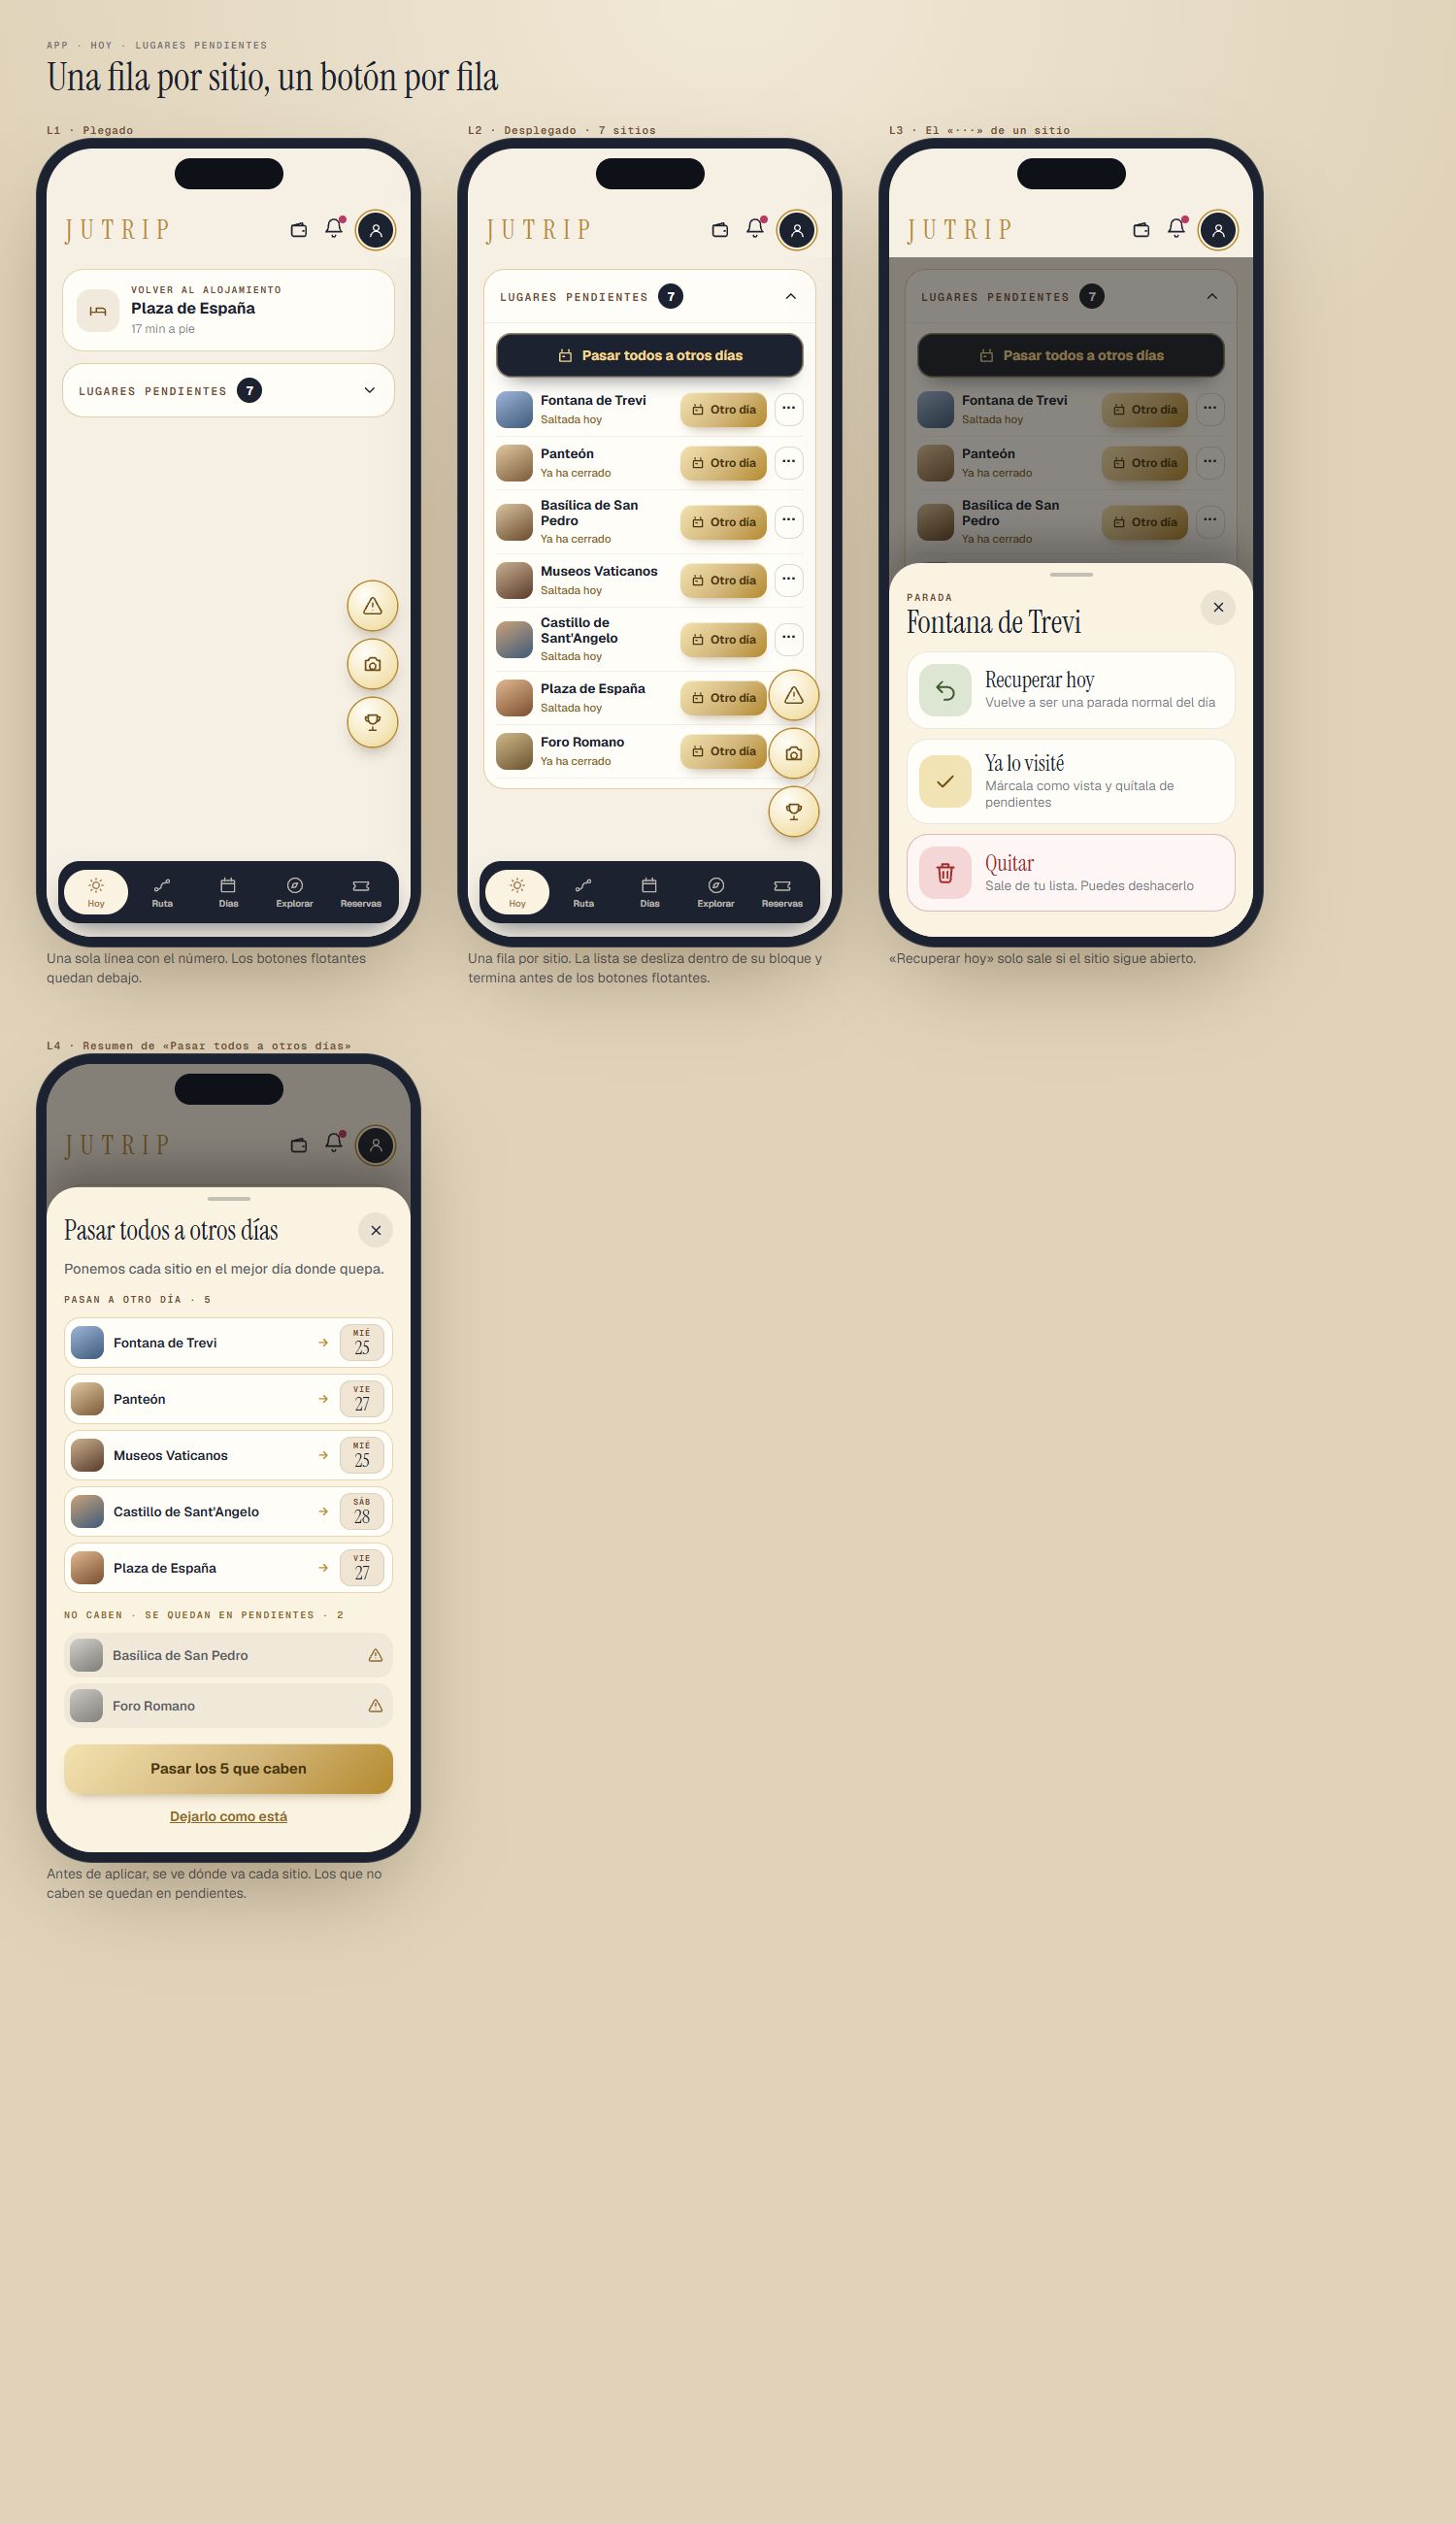 APP · HOY · LUGARES PENDIENTES
Una fila por sitio, un botón por fila
L1 · Plegado
JUTRIP
VOLVER AL ALOJAMIENTO
Plaza de España
17 min a pie
LUGARES PENDIENTES 7
Hoy Ruta Días Explorar Reservas
Una sola línea con el número. Los botones flotantes
quedan debajo.
L2 · Desplegado · 7 sitios
JUTRIP
LUGARES PENDIENTES 7
Pasar todos a otros días
Fontana de Trevi
Saltada hoy
Otro día ···
Panteón
Ya ha cerrado
Otro día ···
Basílica de San
Pedro
Ya ha cerrado
Otro día ···
Museos Vaticanos
Saltada hoy
Otro día ···
Castillo de
Sant'Angelo
Saltada hoy
Otro día ···
Plaza de España
Saltada hoy
Otro día
Foro Romano
Ya ha cerrado
Otro día
Hoy Ruta Días Explorar Reservas
Una fila por sitio. La lista se desliza dentro de su bloque y
termina antes de los botones flotantes.
L3 · El «···» de un sitio
JUTRIP
LUGARES PENDIENTES 7
Pasar todos a otros días
Fontana de Trevi
Saltada hoy
Otro día ···
Panteón
Ya ha cerrado
Otro día ···
Basílica de San
Pedro
Ya ha cerrado
Otro día ···
PARADA
Fontana de Trevi
Recuperar hoy
Vuelve a ser una parada normal del día
Ya lo visité
Márcala como vista y quítala de
pendientes
Quitar
Sale de tu lista. Puedes deshacerlo
«Recuperar hoy» solo sale si el sitio sigue abierto.
L4 · Resumen de «Pasar todos a otros días»
JUTRIP
Pasar todos a otros días
Ponemos cada sitio en el mejor día donde quepa.
PASAN A OTRO DÍA · 5
Fontana de Trevi → MIÉ
25
Panteón → VIE
27
Museos Vaticanos → MIÉ
25
Castillo de Sant'Angelo → SÁB
28
Plaza de España → VIE
27
NO CABEN · SE QUEDAN EN PENDIENTES · 2
Basílica de San Pedro
Foro Romano
Pasar los 5 que caben
Dejarlo como está
Antes de aplicar, se ve dónde va cada sitio. Los que no
caben se quedan en pendientes.